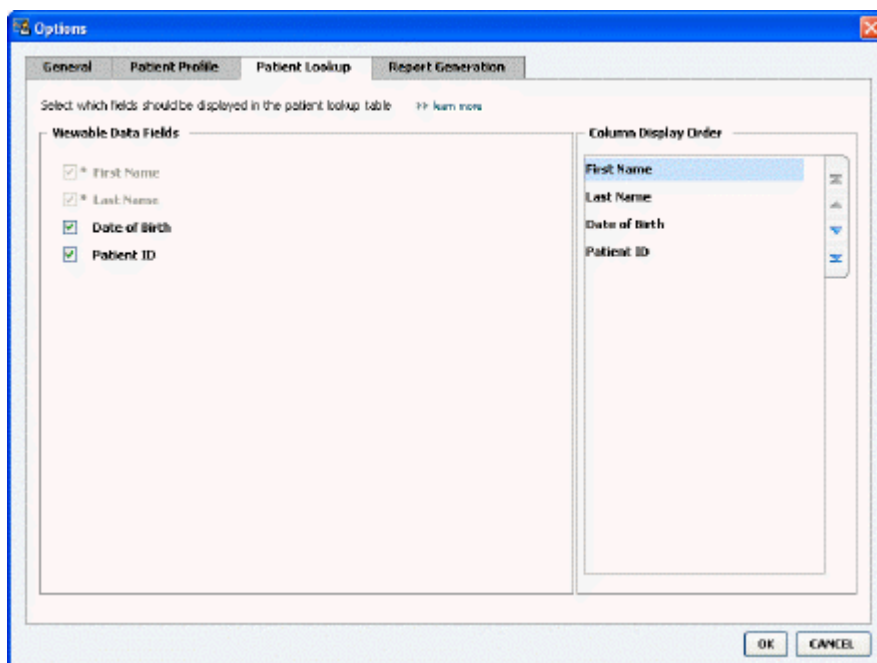 Options
General Patient Profile Patient Lookup Report Generation
Select which fields should be displayed in the patient lookup table >> learn more
Viewable Data Fields
* First Name
* Last Name
Date of Birth
Patient ID
Column Display Order
First Name
Last Name
Date of Birth
Patient ID
OK CANCEL